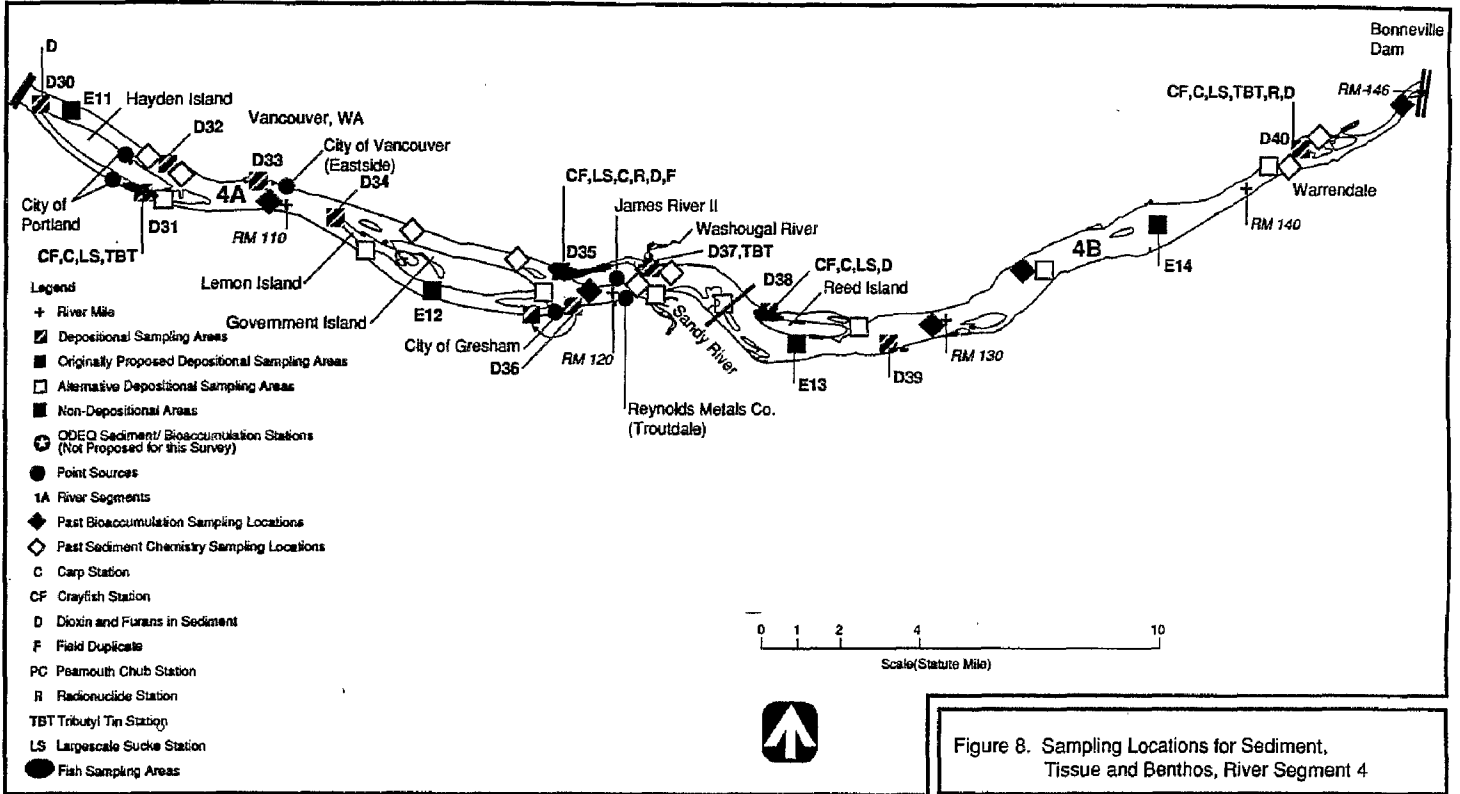 Bonneville
Dam
RM 146
CF,C,LS,TBT,R,D
D40
Warrendale
RM 140
D
D30
E11
Hayden Island
D32
Vancouver, WA
D33
City of Vancouver
(Eastside)
D34
4A
City of
Portland
D31
CF,C,LS,TBT
RM 110
Lemon Island
Government Island
E12
CF,LS,C,R,D,F
D35
James River II
Washougal River
D37,TBT
D38
CF,C,LS,D
Reed Island
4B
E14
City of Gresham
D36
RM 120
Sandy River
E13
D39
RM 130
Reynolds Metals Co.
(Troutdale)
Legend
+ River Mile
Depositional Sampling Areas
Originally Proposed Depositional Sampling Areas
Alternative Depositional Sampling Areas
Non-Depositional Areas
ODEQ Sediment/ Bioaccumulation Stations
(Not Proposed for this Survey)
Point Sources
1A River Segments
Past Bioaccumulation Sampling Locations
Past Sediment Chemistry Sampling Locations
C Carp Station
CF Crayfish Station
D Dioxin and Furans in Sediment
F Field Duplicate
PC Peamouth Chub Station
R Radionuclide Station
TBT Tributyl Tin Station
LS Largescale Sucke Station
Fish Sampling Areas
0 1 2 4 10
Scale(Statute Mile)
Figure 8. Sampling Locations for Sediment,
Tissue and Benthos, River Segment 4